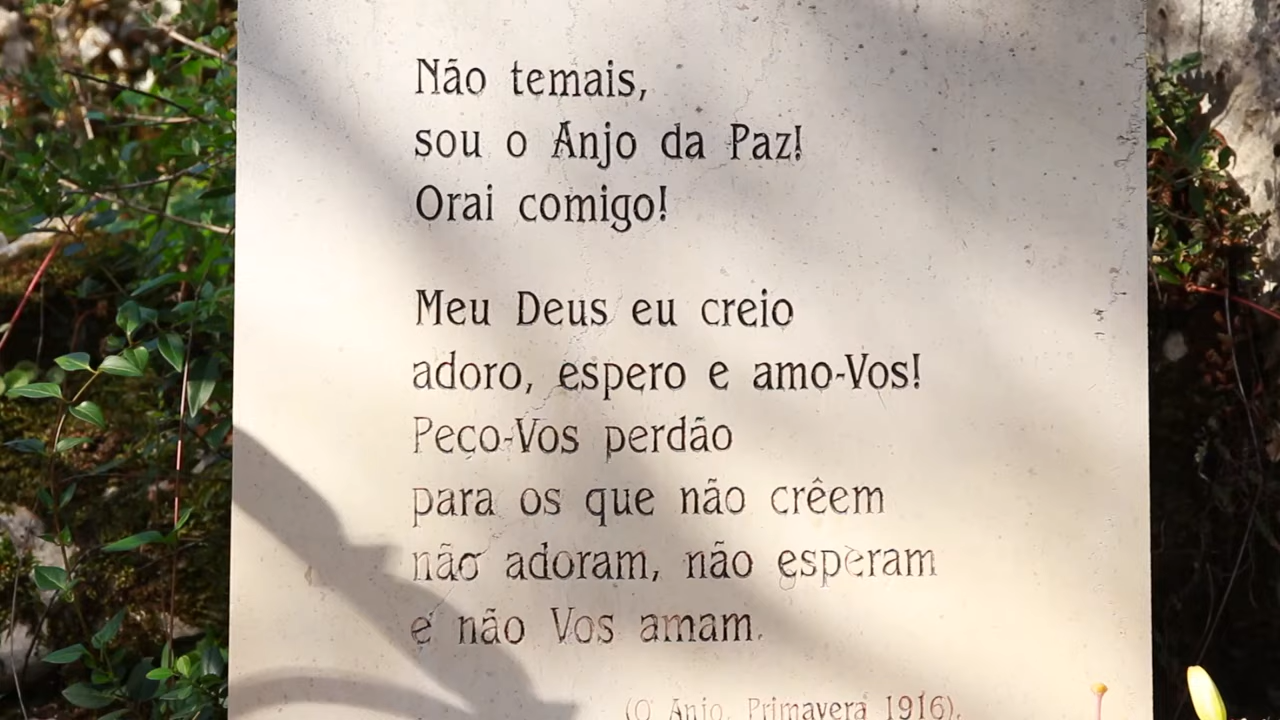 Não temais,
sou o Anjo da Paz!
Orai comigo!
Meu Deus eu creio
adoro, espero e amo-Vos!
Peço-Vos perdão
para os que não crêem
não adoram, não esperam
e não Vos amam.
(O Anjo, Primavera 1916).